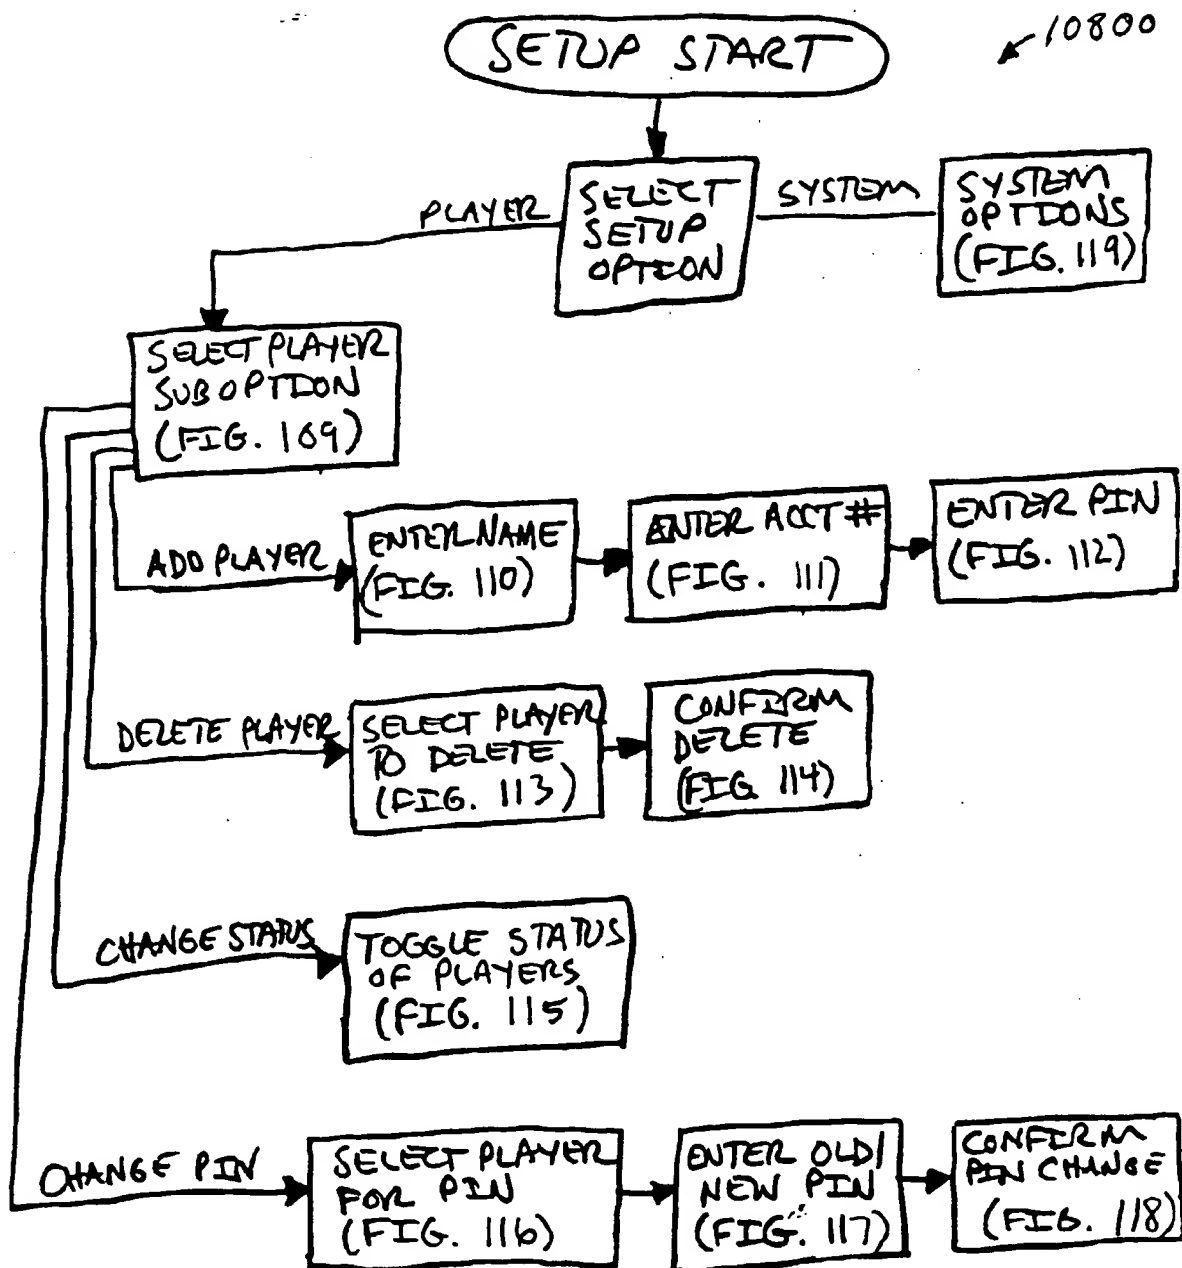 SETUP START
10800
SELECT
SETUP
OPTION
PLAYER
SYSTEM
SYSTEM
OPTIONS
(FIG. 119)
SELECT PLAYER
SUBOPTION
(FIG. 109)
ADD PLAYER
ENTER NAME
(FIG. 110)
ENTER ACCT #
(FIG. 111)
ENTER PIN
(FIG. 112)
DELETE PLAYER
SELECT PLAYER
TO DELETE
(FIG. 113)
CONFIRM
DELETE
(FIG. 114)
CHANGE STATUS
TOGGLE STATUS
OF PLAYERS
(FIG. 115)
CHANGE PIN
SELECT PLAYER
FOR PIN
(FIG. 116)
ENTER OLD/
NEW PIN
(FIG. 117)
CONFIRM
PIN CHANGE
(FIG. 118)